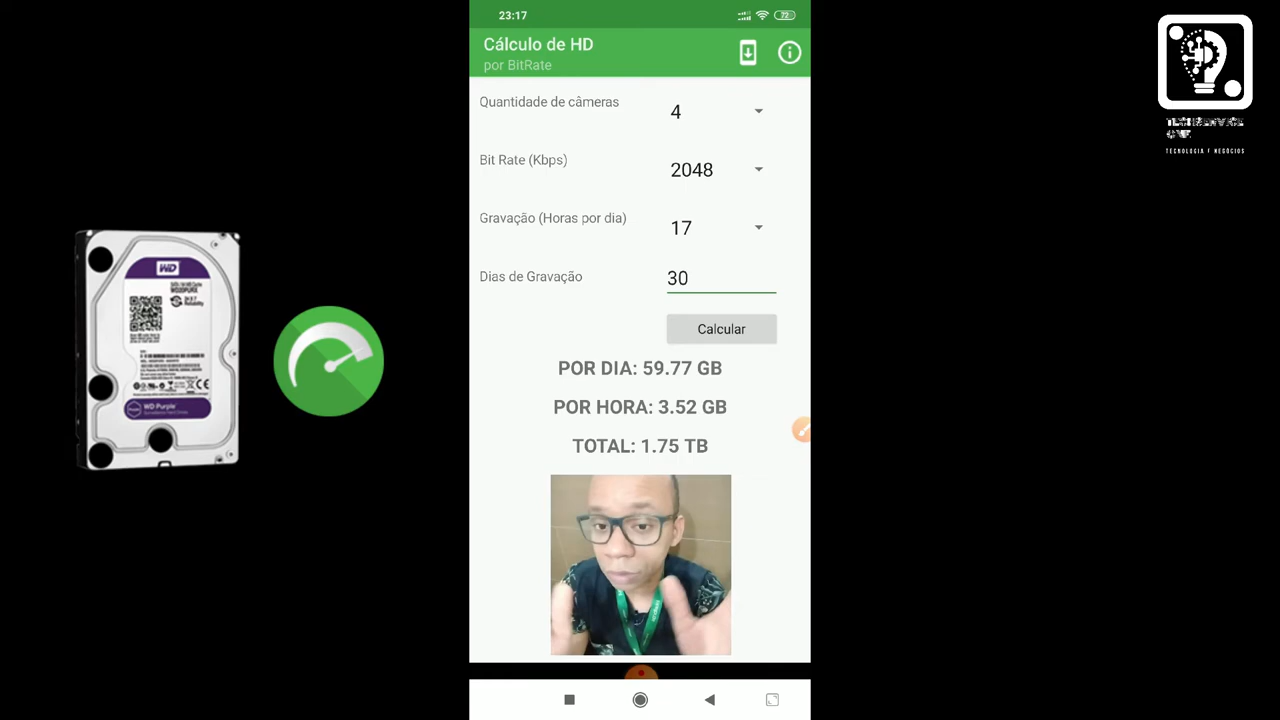 23:17
72
Cálculo de HD
por BitRate
Quantidade de câmeras
4
Bit Rate (Kbps)
2048
Gravação (Horas por dia)
17
Dias de Gravação
30
Calcular
POR DIA: 59.77 GB
POR HORA: 3.52 GB
TOTAL: 1.75 TB
WD
WD Purple
TECNOLOGIA E NEGÓCIOS